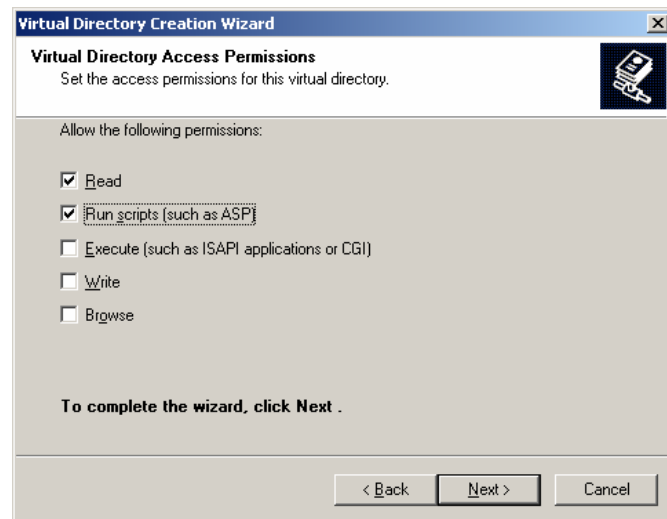 Virtual Directory Creation Wizard
Virtual Directory Access Permissions
Set the access permissions for this virtual directory.
Allow the following permissions:
Read
Run scripts (such as ASP)
Execute (such as ISAPI applications or CGI)
Write
Browse
To complete the wizard, click Next .
< Back Next > Cancel